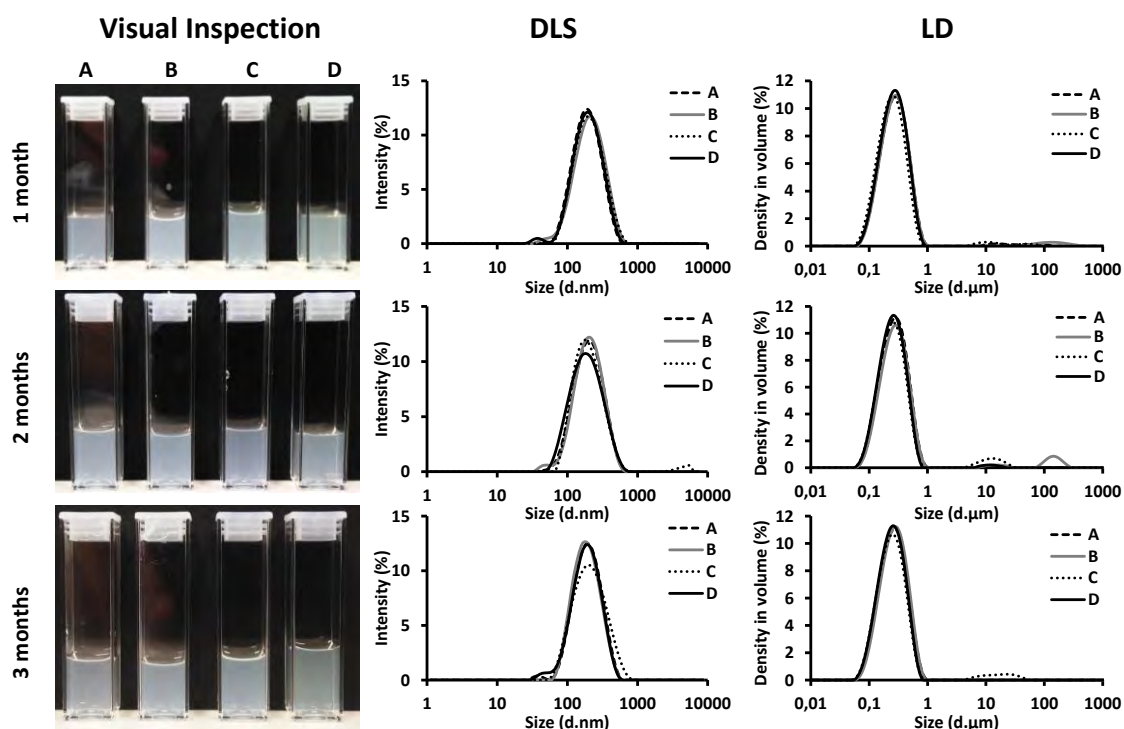 Visual Inspection
DLS
LD
A B C D
1 month
15
10
5
0
Intensity (%)
1 10 100 1000 10000
Size (d.nm)
A
B
C
D
12
10
8
6
4
2
0
Density in volume (%)
0,01 0,1 1 10 100 1000
Size (d.µm)
A
B
C
D
2 months
15
10
5
0
Intensity (%)
1 10 100 1000 10000
Size (d.nm)
A
B
C
D
12
10
8
6
4
2
0
Density in volume (%)
0,01 0,1 1 10 100 1000
Size (d.µm)
A
B
C
D
3 months
15
10
5
0
Intensity (%)
1 10 100 1000 10000
Size (d.nm)
A
B
C
D
12
10
8
6
4
2
0
Density in volume (%)
0,01 0,1 1 10 100 1000
Size (d.µm)
A
B
C
D